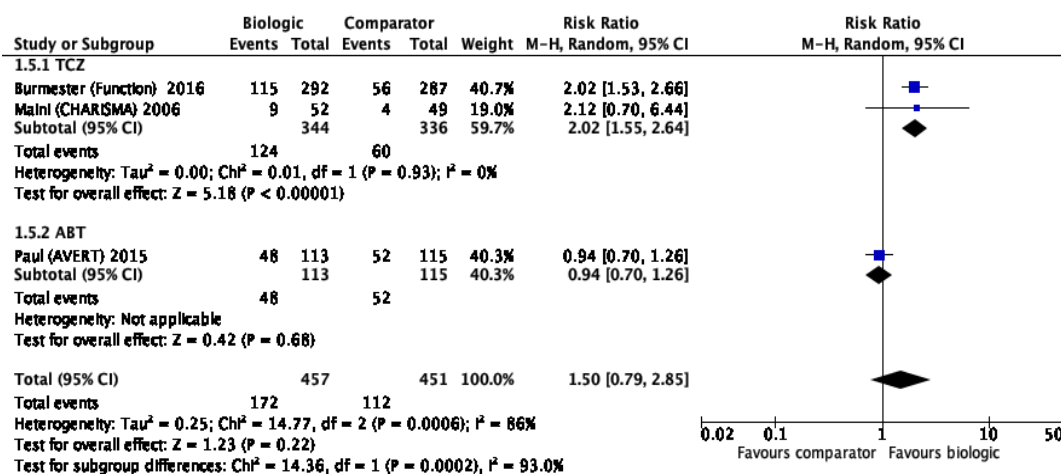 Biologic Comparator Risk Ratio Risk Ratio
Study or Subgroup Events Total Events Total Weight M-H, Random, 95% CI M-H, Random, 95% CI
1.5.1 TCZ
Burmester (Function) 2016 115 292 56 287 40.7% 2.02 [1.53, 2.66]
Maini (CHARISMA) 2006 9 52 4 49 19.0% 2.12 [0.70, 6.44]
Subtotal (95% CI) 344 336 59.7% 2.02 [1.55, 2.64]
Total events 124 60
Heterogeneity: Tau² = 0.00; Chi² = 0.01, df = 1 (P = 0.93); I² = 0%
Test for overall effect: Z = 5.18 (P < 0.00001)
1.5.2 ABT
Paul (AVERT) 2015 48 113 52 115 40.3% 0.94 [0.70, 1.26]
Subtotal (95% CI) 113 115 40.3% 0.94 [0.70, 1.26]
Total events 48 52
Heterogeneity: Not applicable
Test for overall effect: Z = 0.42 (P = 0.68)
Total (95% CI) 457 451 100.0% 1.50 [0.79, 2.85]
Total events 172 112
Heterogeneity: Tau² = 0.25; Chi² = 14.77, df = 2 (P = 0.0006); I² = 86%
Test for overall effect: Z = 1.23 (P = 0.22)
Test for subgroup differences: Chi² = 14.36, df = 1 (P = 0.0002), I² = 93.0%
0.02 0.1 1 10 50
Favours comparator Favours biologic